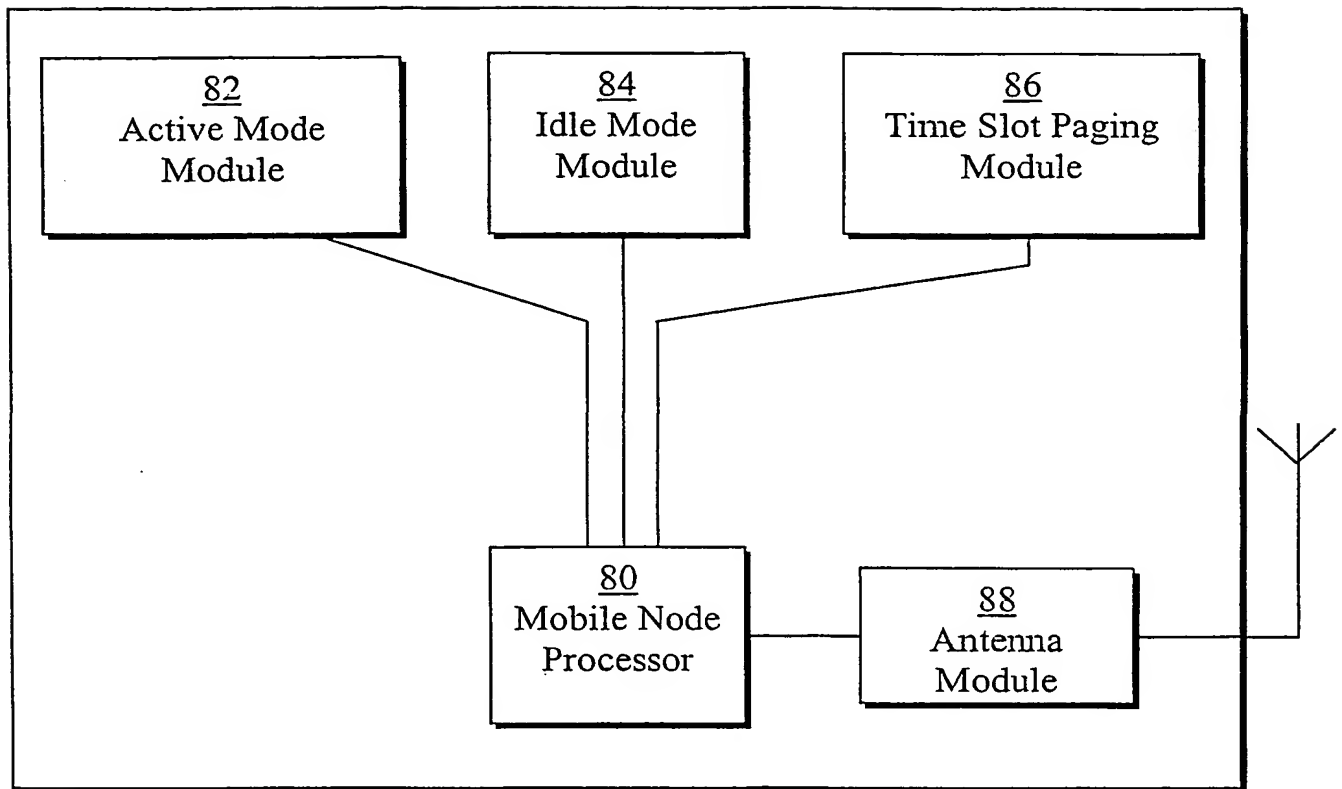 82
Active Mode
Module
84
Idle Mode
Module
86
Time Slot Paging
Module
80
Mobile Node
Processor
88
Antenna
Module